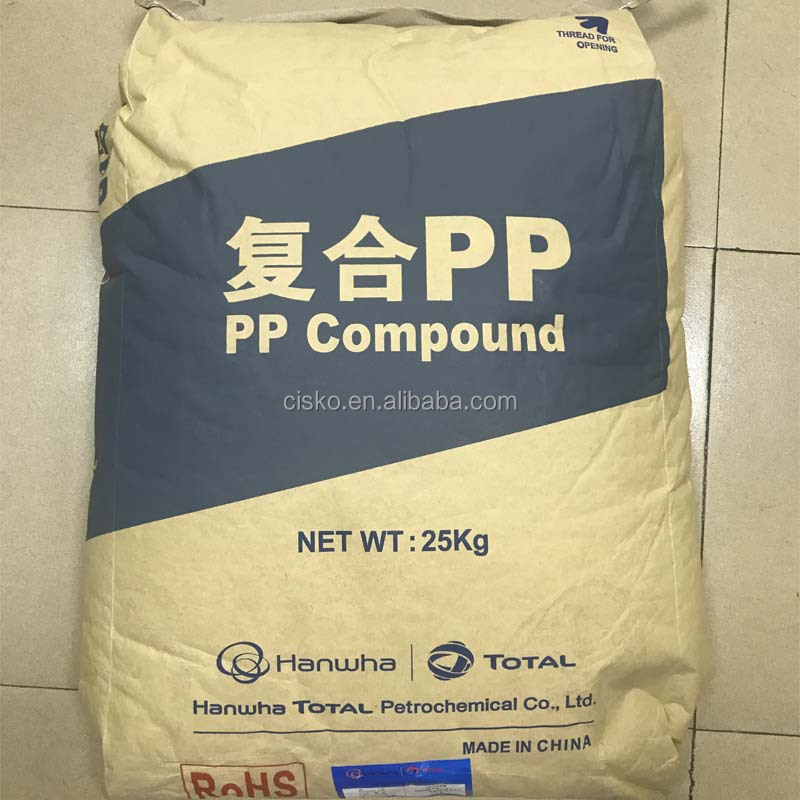 THREAD FOR
OPENING
复合PP
PP Compound
cisko.en.alibaba.com
NET WT : 25Kg
Hanwha TOTAL
Hanwha TOTAL Petrochemical Co., Ltd.
MADE IN CHINA
RoHS
Hanwha